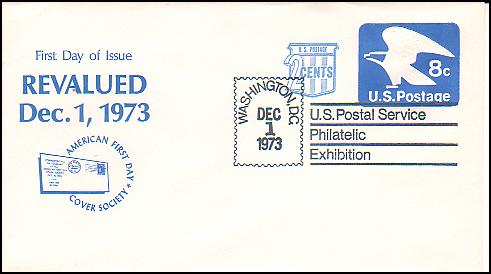 First Day of Issue
REVALUED
Dec. 1, 1973
AMERICAN FIRST DAY
COVER SOCIETY
U.S. POSTAGE
2 CENTS
8c
U.S. Postage
WASHINGTON, D.C.
DEC
1
1973
U.S. Postal Service
Philatelic
Exhibition